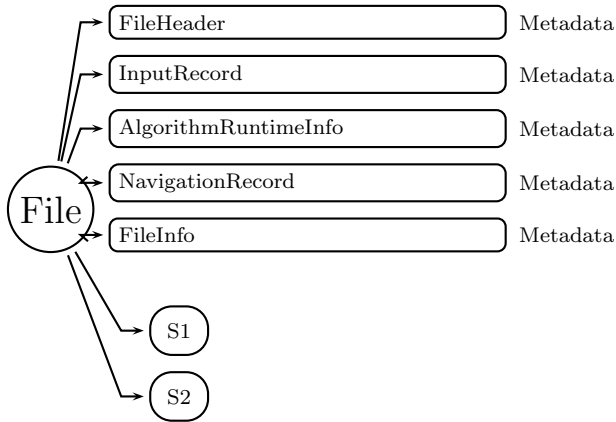 FileHeader Metadata
InputRecord Metadata
AlgorithmRuntimeInfo Metadata
NavigationRecord Metadata
File
FileInfo Metadata
S1
S2